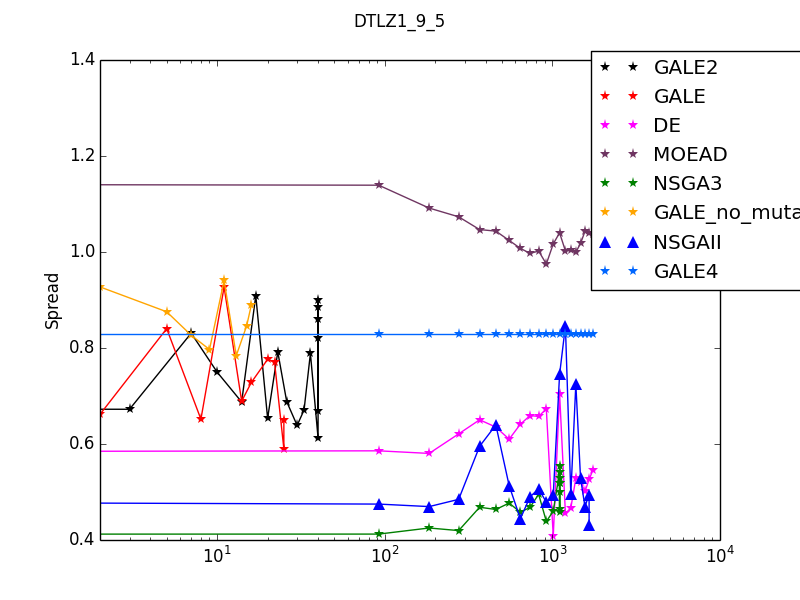 DTLZ1_9_5
1.4
1.2
1.0
0.8
0.6
0.4
Spread
10¹
10²
10³
10⁴
GALE2
GALE
DE
MOEAD
NSGA3
GALE_no_muta
NSGAII
GALE4